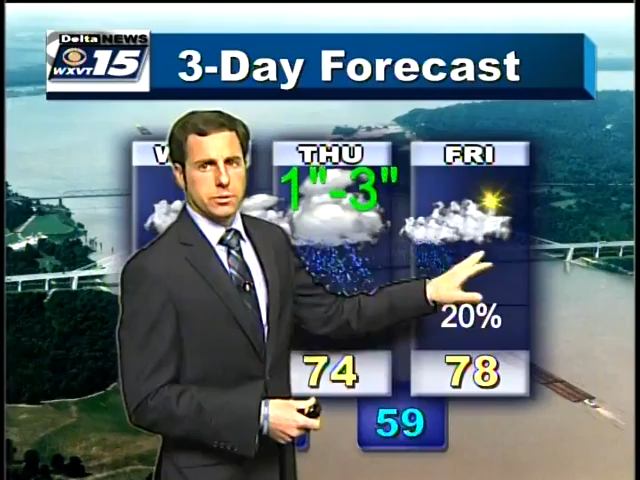 Delta NEWS
WXVT 15
3-Day Forecast
THU
FRI
1"-3"
20%
74
78
59